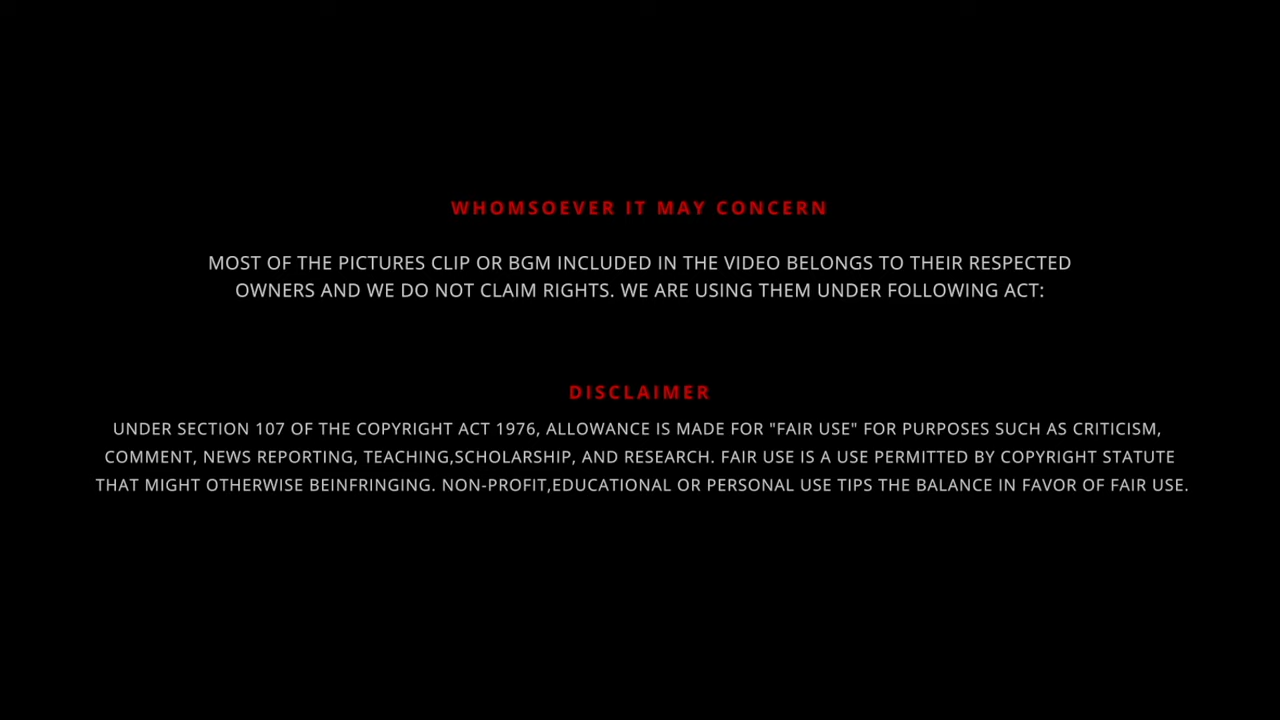 WHOMSOEVER IT MAY CONCERN
MOST OF THE PICTURES CLIP OR BGM INCLUDED IN THE VIDEO BELONGS TO THEIR RESPECTED
OWNERS AND WE DO NOT CLAIM RIGHTS. WE ARE USING THEM UNDER FOLLOWING ACT:
DISCLAIMER
UNDER SECTION 107 OF THE COPYRIGHT ACT 1976, ALLOWANCE IS MADE FOR "FAIR USE" FOR PURPOSES SUCH AS CRITICISM,
COMMENT, NEWS REPORTING, TEACHING,SCHOLARSHIP, AND RESEARCH. FAIR USE IS A USE PERMITTED BY COPYRIGHT STATUTE
THAT MIGHT OTHERWISE BEINFRINGING. NON-PROFIT,EDUCATIONAL OR PERSONAL USE TIPS THE BALANCE IN FAVOR OF FAIR USE.